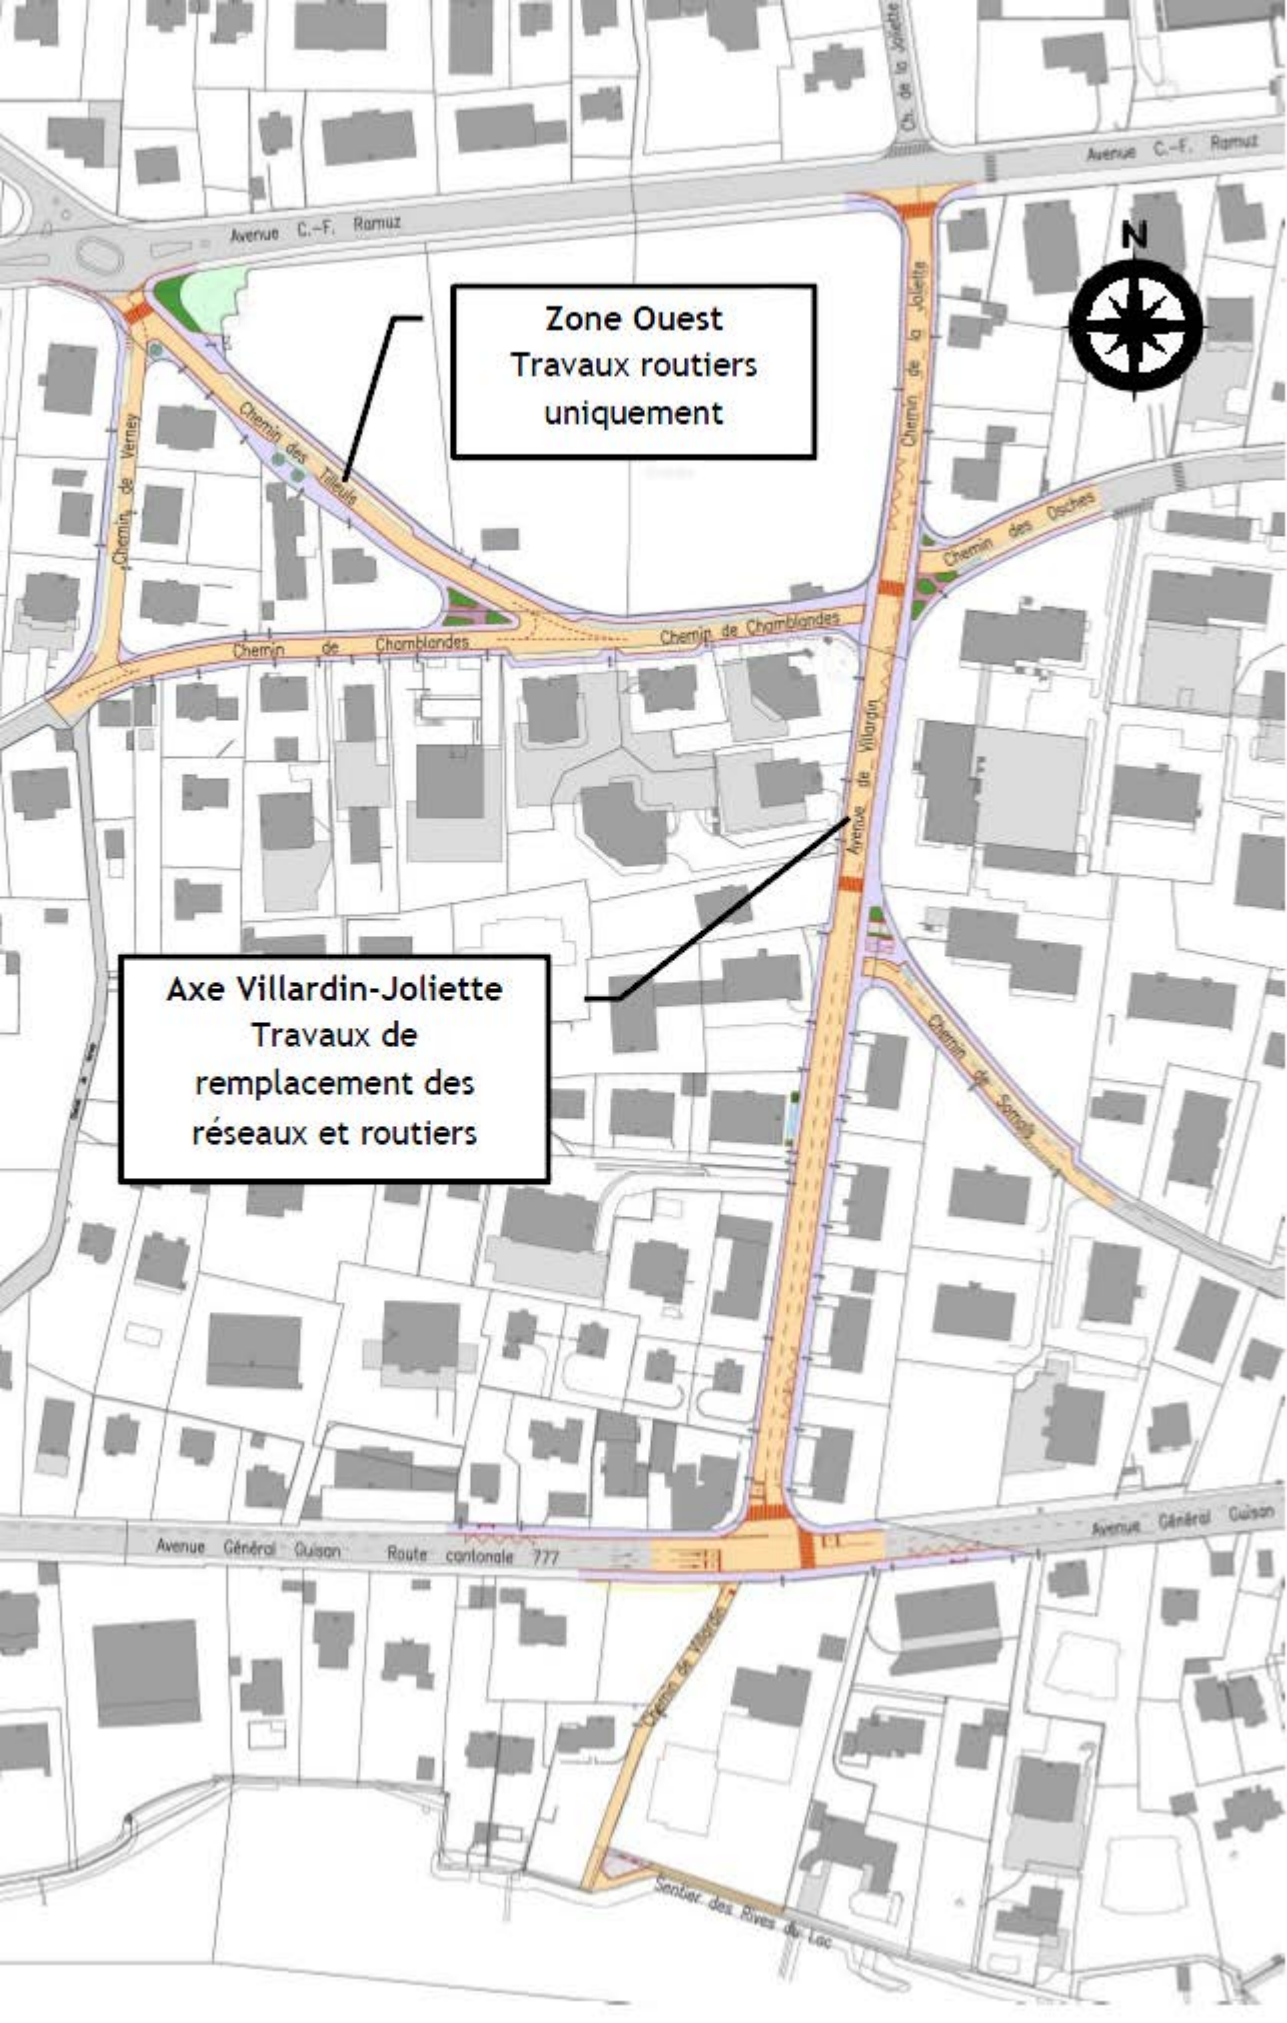 Ch. de la Joliette
Avenue C.-F. Ramuz
Avenue C.-F. Ramuz
N
Zone Ouest
Travaux routiers
uniquement
Chemin de la Joliette
Chemin des Tilleuls
Chemin de Verney
Chemin des Osches
Chemin de Chamblandes
Chemin de Chamblandes
Avenue de Villardin
Axe Villardin-Joliette
Travaux de
remplacement des
réseaux et routiers
Chemin de Somaïs
Avenue Général Guisan
Avenue Général Guisan Route cantonale 777
Chemin de Villardin
Sentier des Rives du Lac